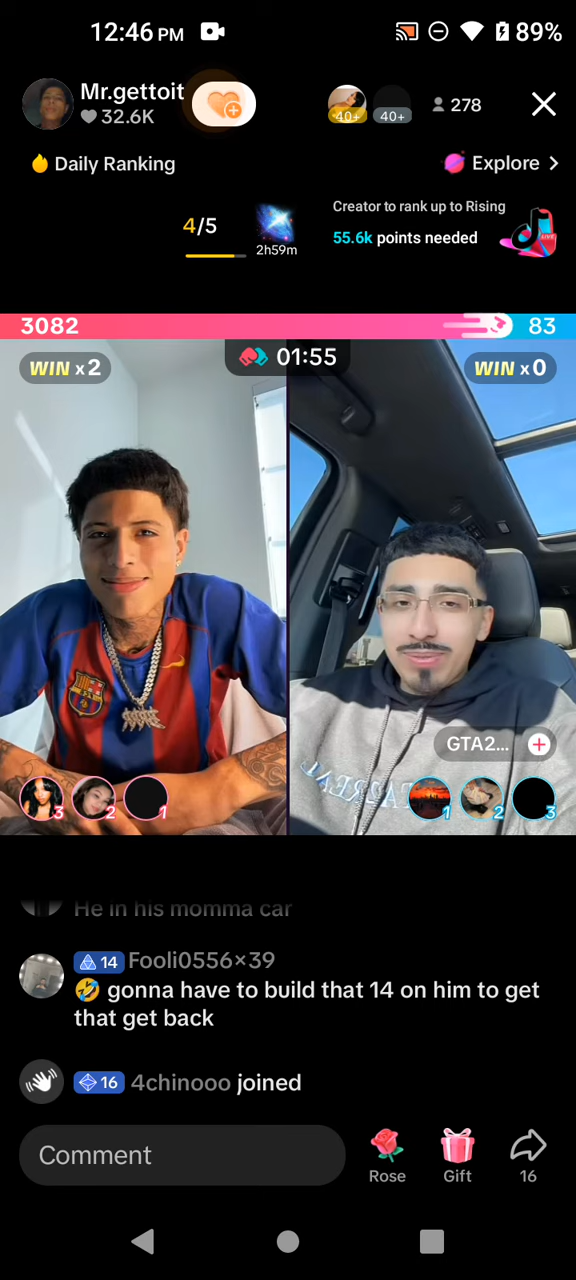 12:46 PM
89%
Mr.gettoit
32.6K
40+
40+
278
Daily Ranking
Explore >
4/5
2h59m
Creator to rank up to Rising
55.6k points needed
LIVE
3082
83
WIN x2
01:55
WIN x0
GTA2...
3
2
1
1
2
3
He in his momma car
14 Fooli0556×39
🤣 gonna have to build that 14 on him to get
that get back
16 4chinooo joined
Comment
Rose
Gift
16